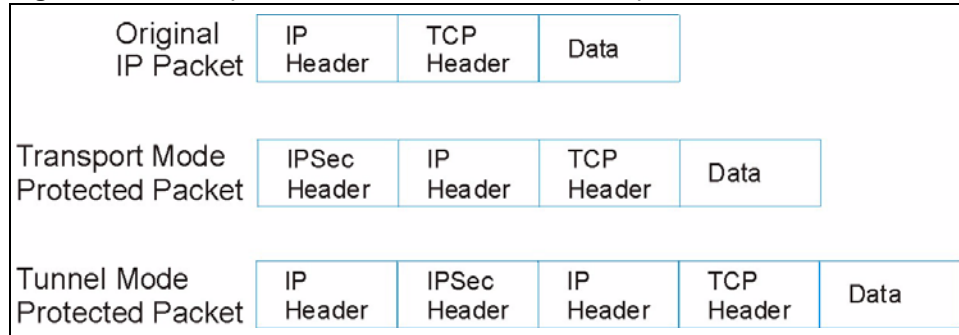 Original
IP Packet
IP
Header
TCP
Header
Data
Transport Mode
Protected Packet
IPSec
Header
IP
Header
TCP
Header
Data
Tunnel Mode
Protected Packet
IP
Header
IPSec
Header
IP
Header
TCP
Header
Data